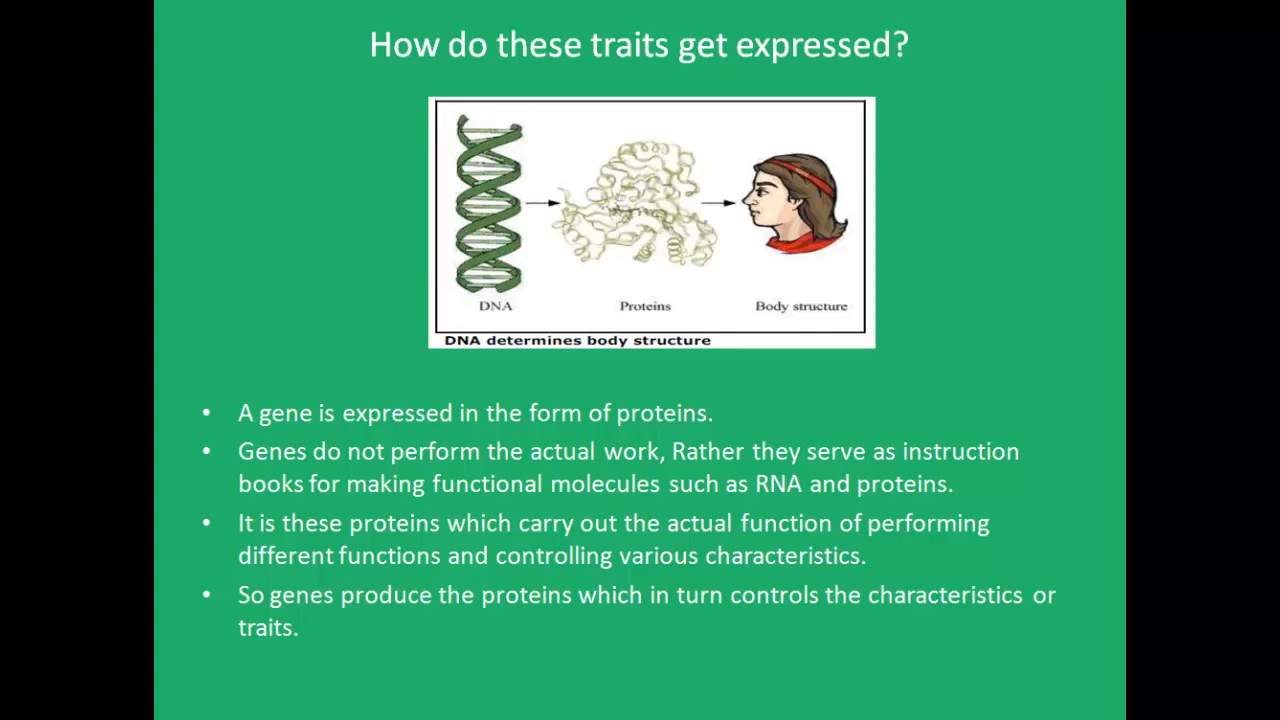 How do these traits get expressed?
DNA
Proteins
Body structure
DNA determines body structure
• A gene is expressed in the form of proteins.
• Genes do not perform the actual work, Rather they serve as instruction
books for making functional molecules such as RNA and proteins.
• It is these proteins which carry out the actual function of performing
different functions and controlling various characteristics.
• So genes produce the proteins which in turn controls the characteristics or
traits.